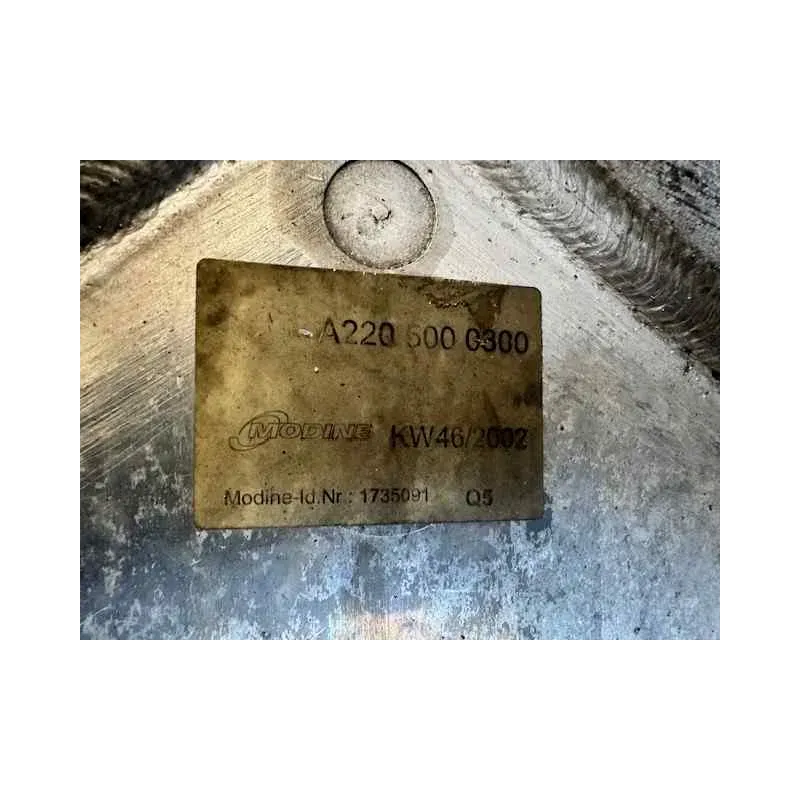 A220 500 0300
MODINE KW46/2002
Modine-Id.Nr : 1735091 Q5